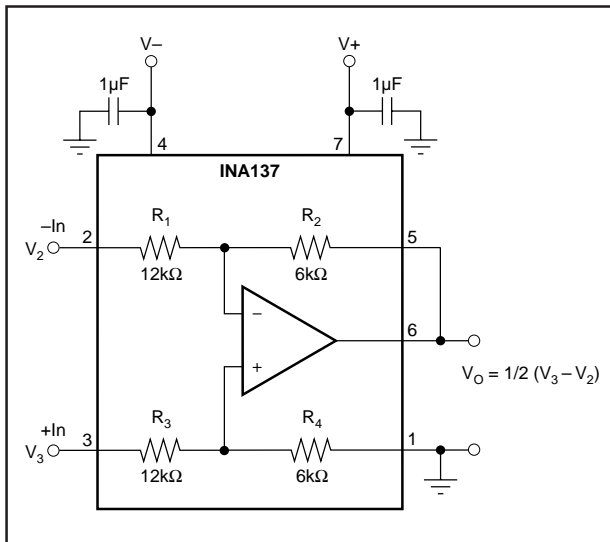 V– V+
1µF 1µF
4 7
INA137
–In R1 R2
V2 2 12kΩ 6kΩ 5
–
6
+
VO = 1/2 (V3 – V2)
+In R3 R4
V3 3 12kΩ 6kΩ 1